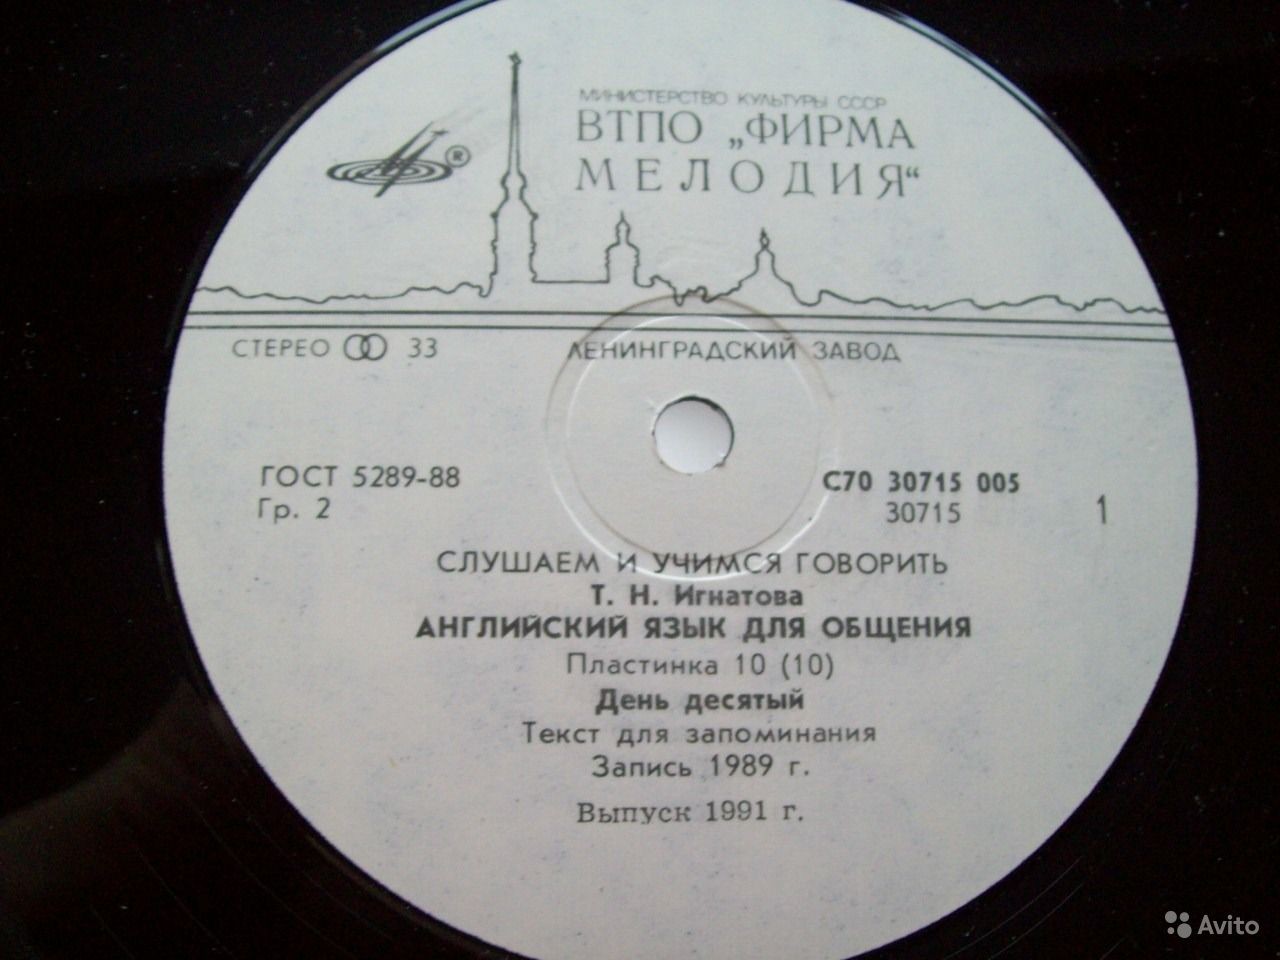 МИНИСТЕРСТВО КУЛЬТУРЫ СССР
ВТПО „ФИРМА
МЕЛОДИЯ“
®
СТЕРЕО 33
ЛЕНИНГРАДСКИЙ ЗАВОД
ГОСТ 5289-88
Гр. 2
С70 30715 005
30715
1
СЛУШАЕМ И УЧИМСЯ ГОВОРИТЬ
Т. Н. Игнатова
АНГЛИЙСКИЙ ЯЗЫК ДЛЯ ОБЩЕНИЯ
Пластинка 10 (10)
День десятый
Текст для запоминания
Запись 1989 г.
Выпуск 1991 г.
Avito